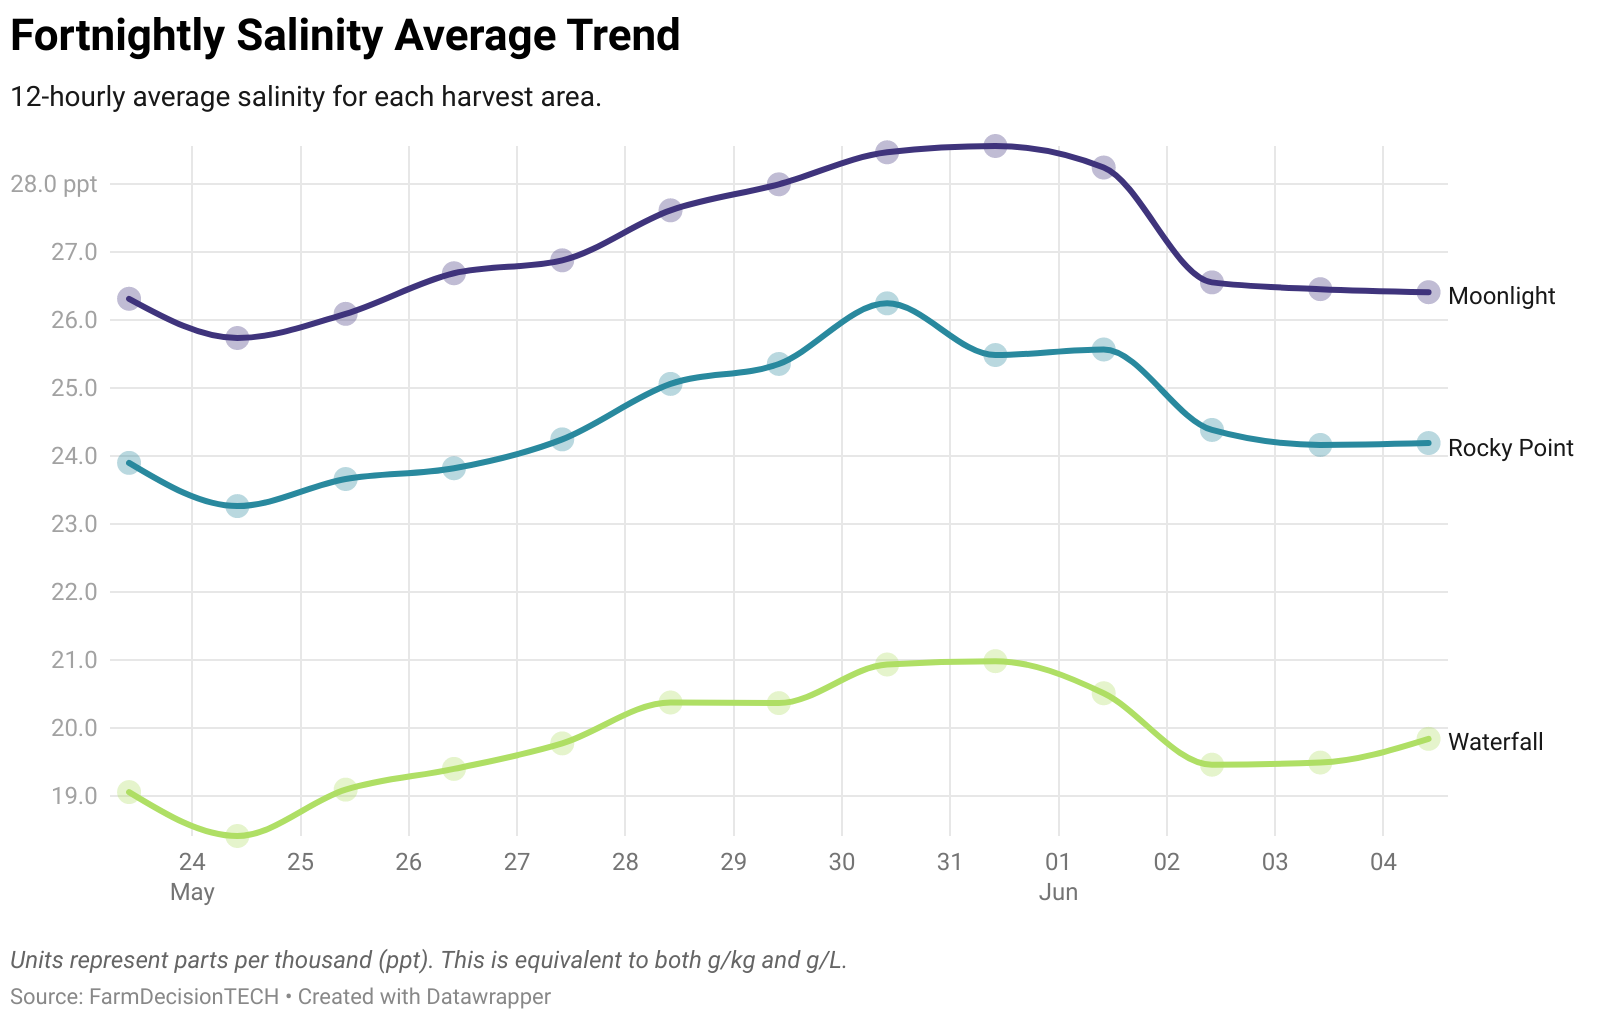 Fortnightly Salinity Average Trend
12-hourly average salinity for each harvest area.
28.0 ppt
27.0
26.0
25.0
24.0
23.0
22.0
21.0
20.0
19.0
Moonlight
Rocky Point
Waterfall
24 25 26 27 28 29 30 31 01 02 03 04
May Jun
Units represent parts per thousand (ppt). This is equivalent to both g/kg and g/L.
Source: FarmDecisionTECH • Created with Datawrapper